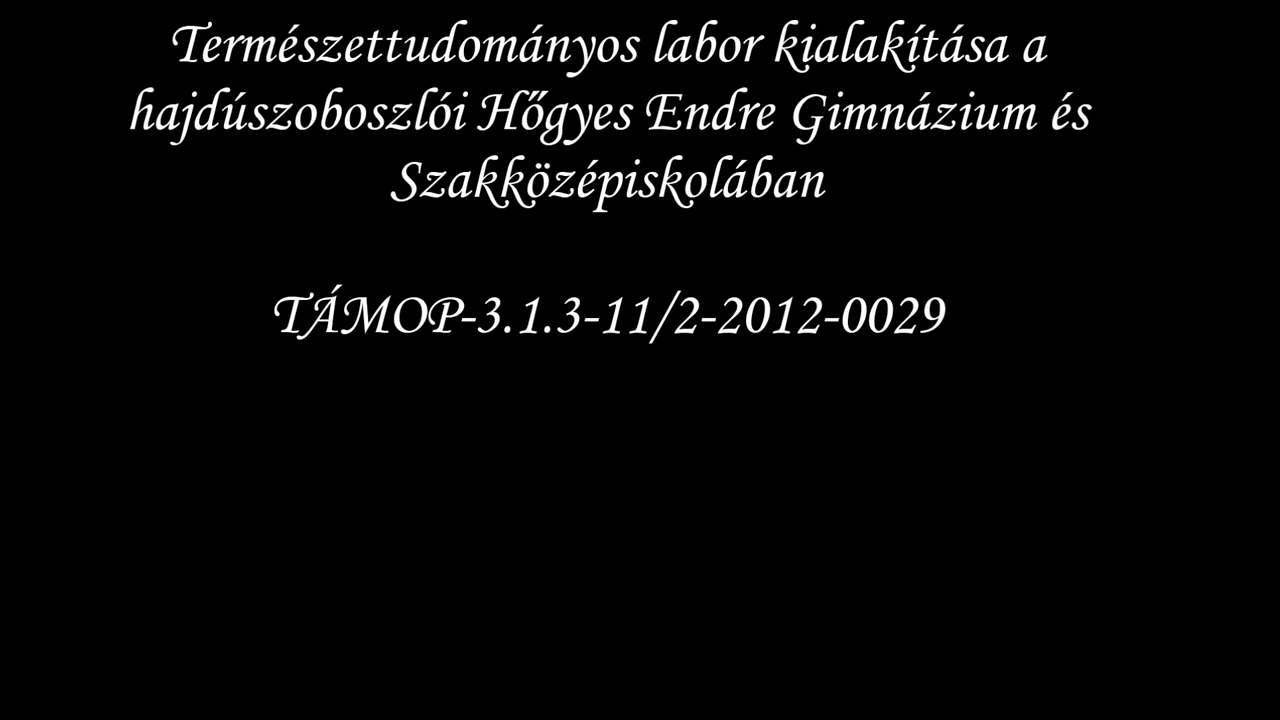 Természettudományos labor kialakítása a
hajdúszoboszlói Hőgyes Endre Gimnázium és
Szakközépiskolában
TÁMOP-3.1.3-11/2-2012-0029